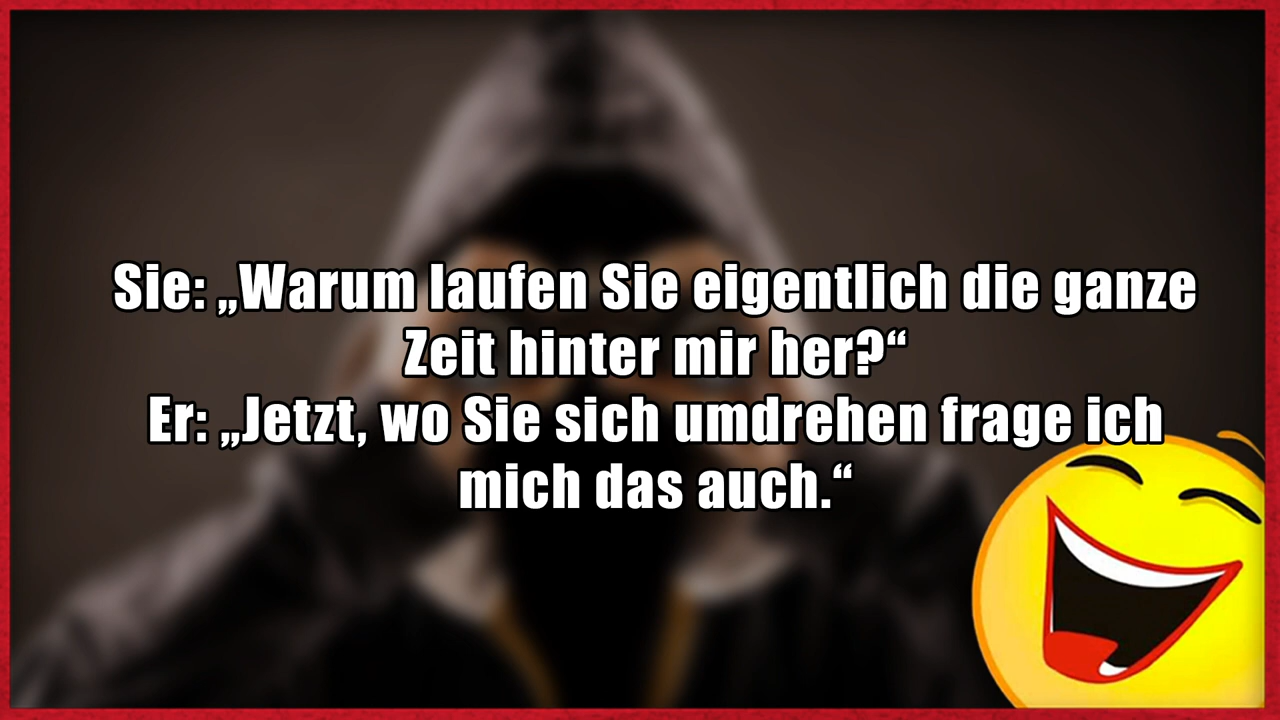 Sie: „Warum laufen Sie eigentlich die ganze
Zeit hinter mir her?“
Er: „Jetzt, wo Sie sich umdrehen frage ich
mich das auch.“